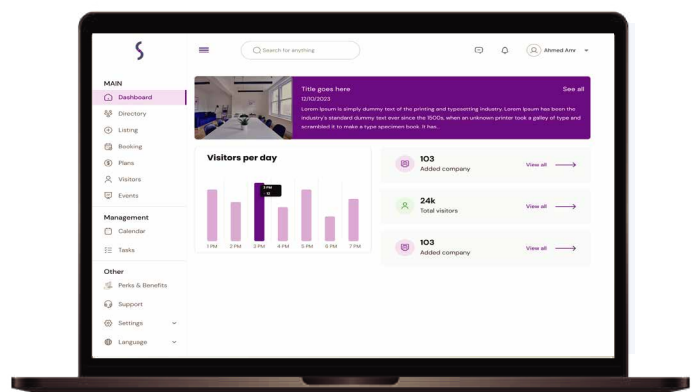 Search for anything
Ahmed Amr
MAIN
Dashboard
Directory
Listing
Booking
Plans
Visitors
Events
Management
Calendar
Tasks
Other
Perks & Benefits
Support
Settings
Language
Title goes here
See all
12/10/2023
Lorem Ipsum is simply dummy text of the printing and typesetting industry. Lorem Ipsum has been the
industry's standard dummy text ever since the 1500s, when an unknown printer took a galley of type and
scrambled it to make a type specimen book. It has..
Visitors per day
3 PM
12
1 PM 2 PM 3 PM 4 PM 5 PM 6 PM 7 PM
103
Added company
View all
24k
Total visitors
View all
103
Added company
View all